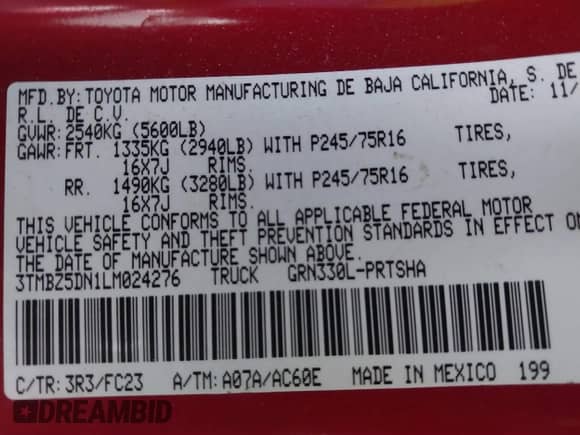 MFD.BY:TOYOTA MOTOR MANUFACTURING DE BAJA CALIFORNIA, S. DE
R.L. DE C.V. DATE: 11/
GVWR:2540KG (5600LB)
GAWR:FRT. 1335KG (2940LB) WITH P245/75R16 TIRES,
16X7J RIMS.
RR. 1490KG (3280LB) WITH P245/75R16 TIRES,
16X7J RIMS.
THIS VEHICLE CONFORMS TO ALL APPLICABLE FEDERAL MOTOR
VEHICLE SAFETY AND THEFT PREVENTION STANDARDS IN EFFECT
THE DATE OF MANUFACTURE SHOWN ABOVE.
3TMBZ5DN1LM024276 TRUCK GRN330L-PRTSHA
C/TR:3R3/FC23 A/TM:A07A/AC60E MADE IN MEXICO 199
DREAMBID